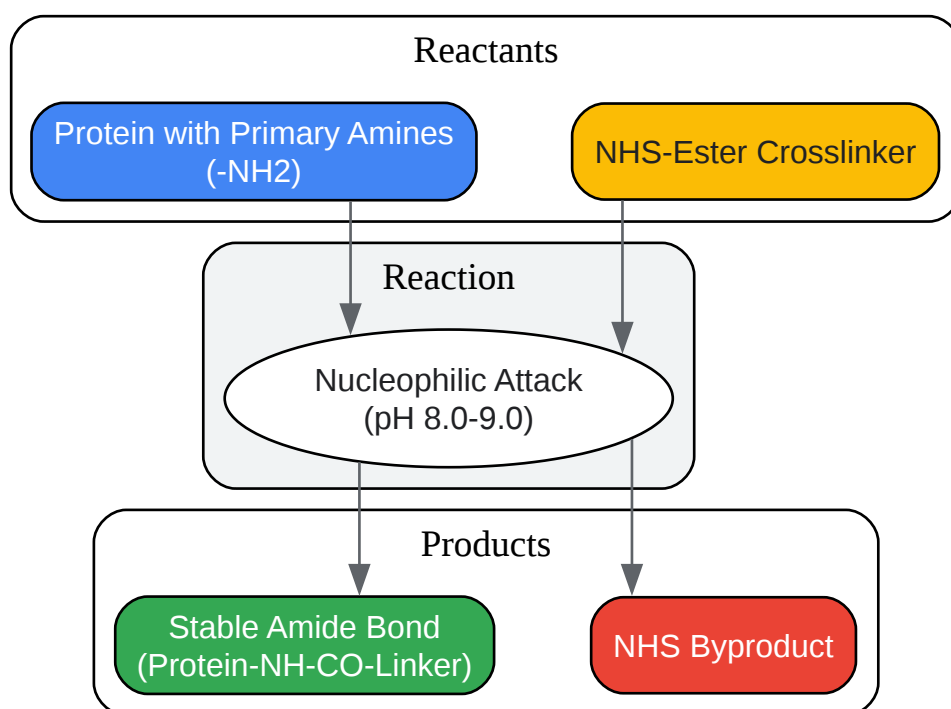 Reactants
Protein with Primary Amines
(-NH2)
NHS-Ester Crosslinker
Reaction
Nucleophilic Attack
(pH 8.0-9.0)
Products
Stable Amide Bond
(Protein-NH-CO-Linker)
NHS Byproduct